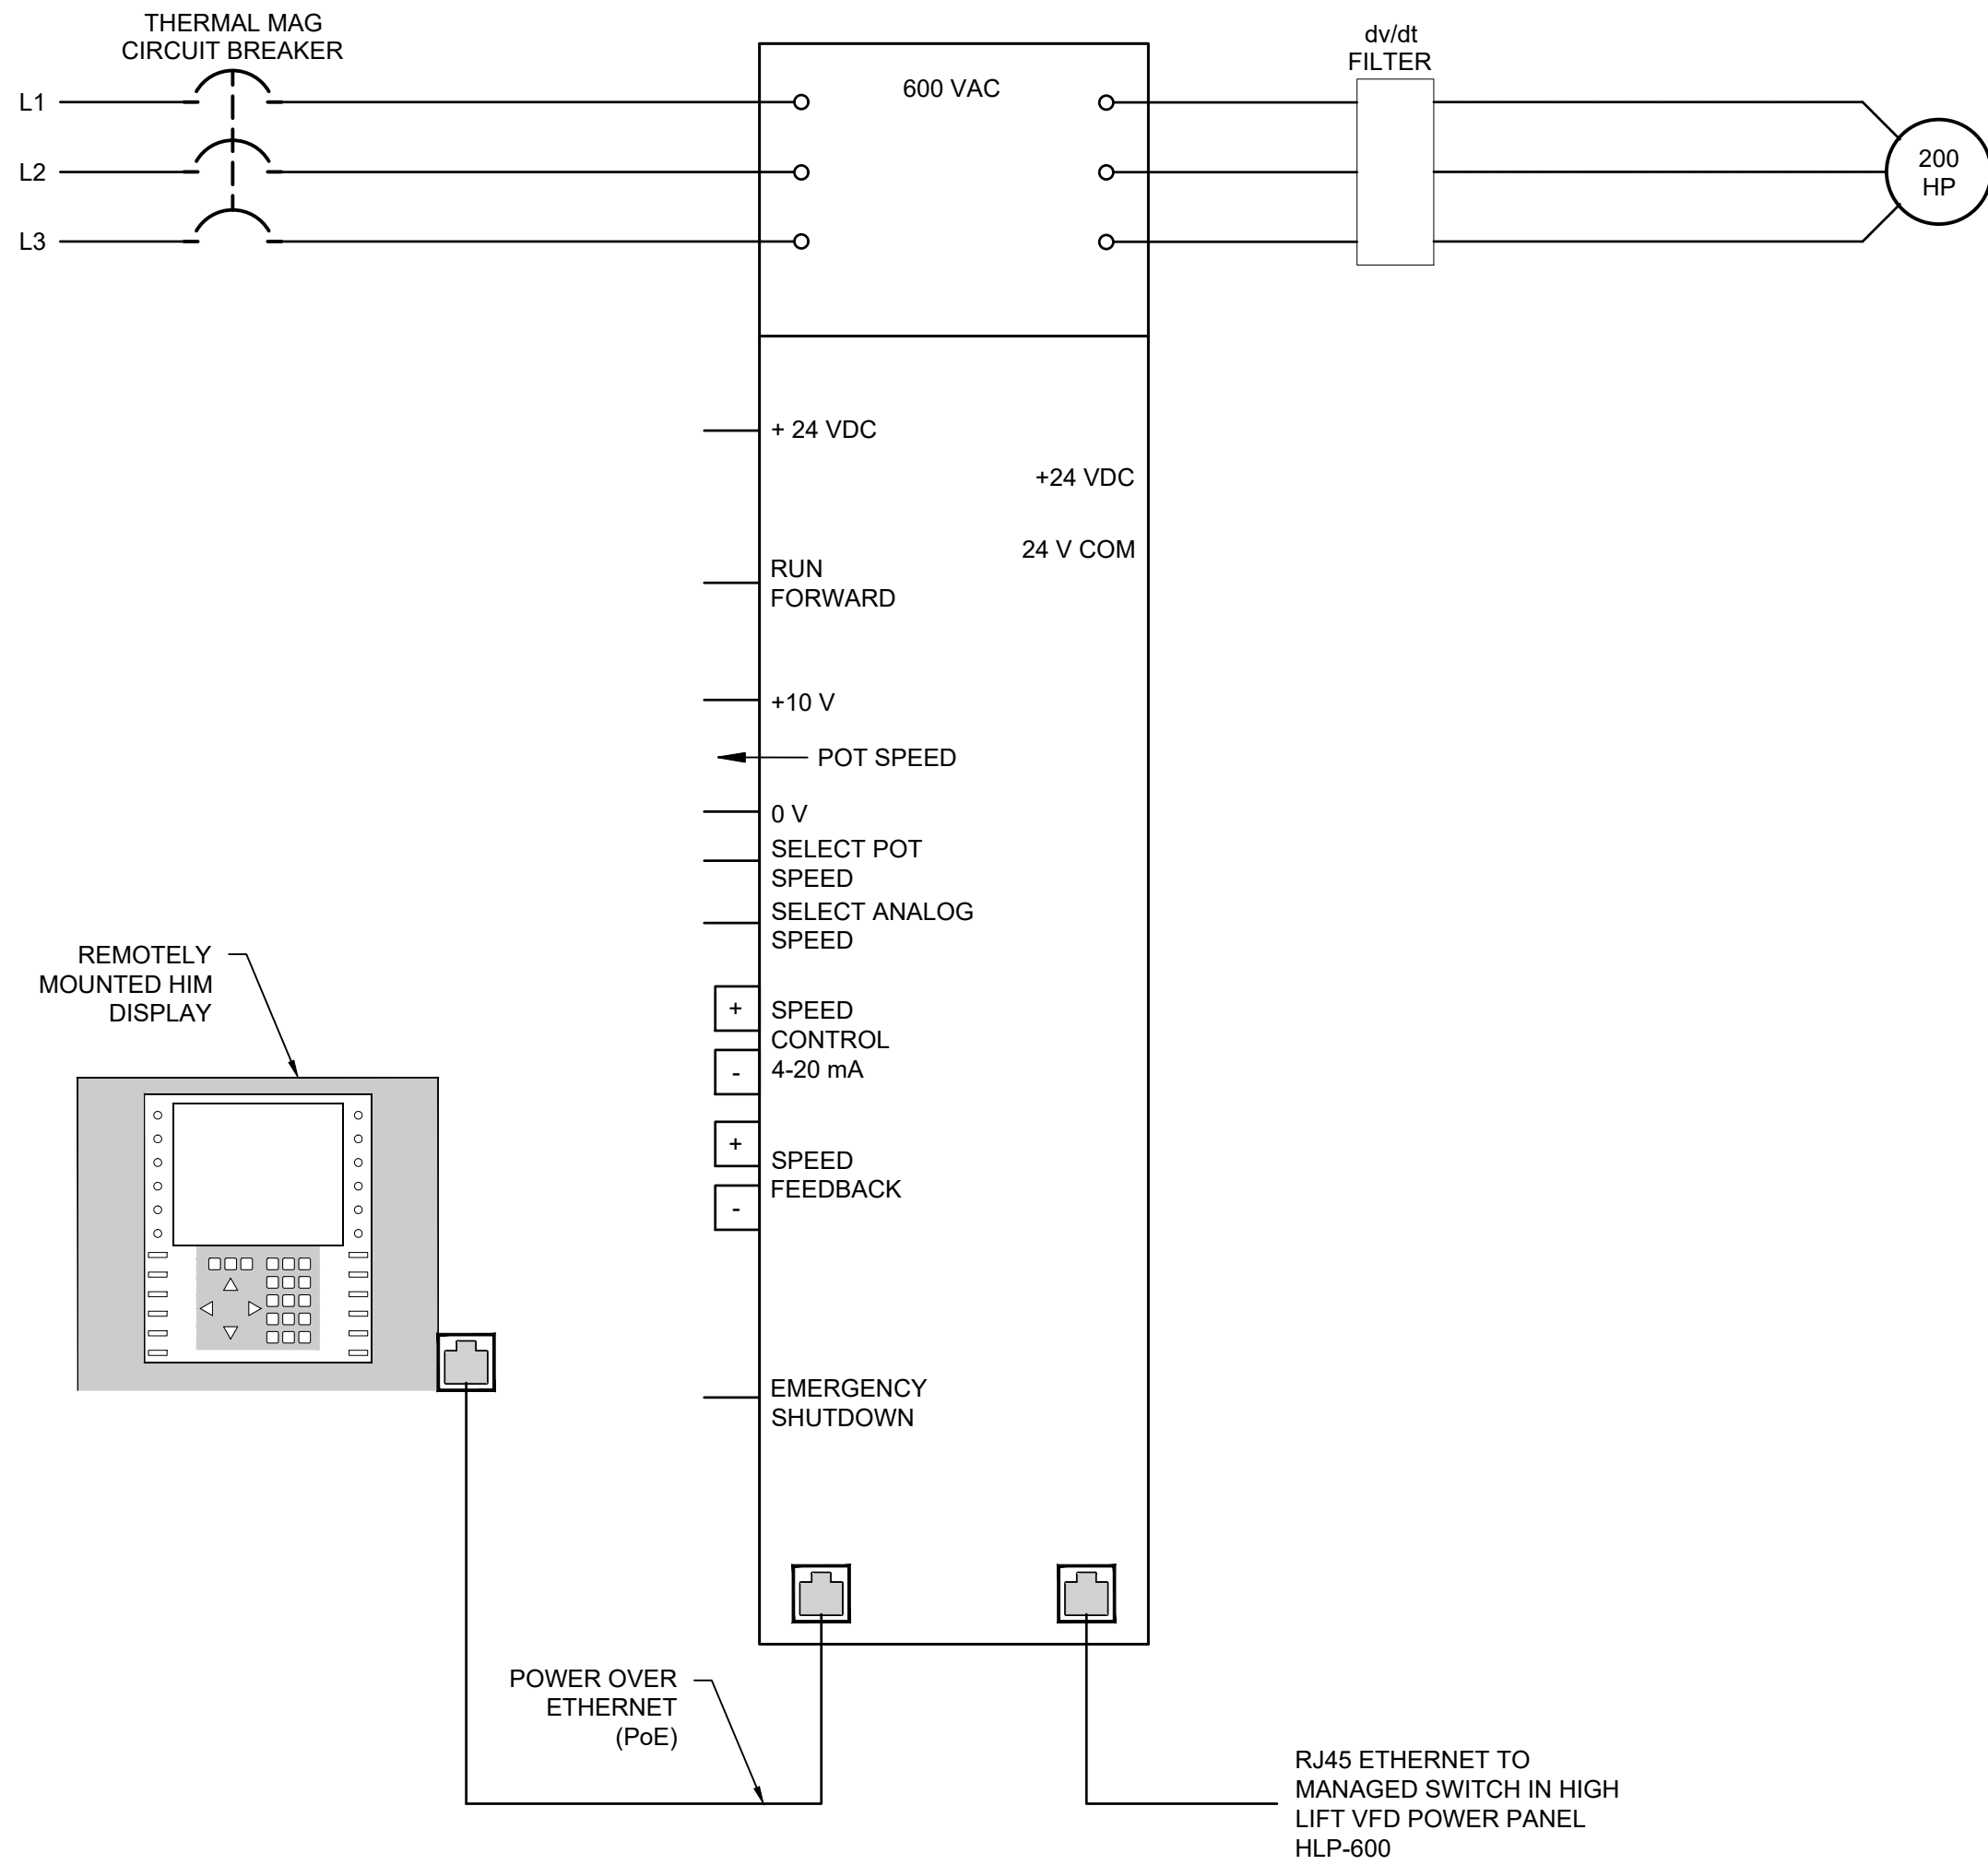 THERMAL MAG
CIRCUIT BREAKER
dv/dt
FILTER
600 VAC
L1
L2
L3
200
HP
+ 24 VDC
+24 VDC
24 V COM
RUN
FORWARD
+10 V
POT SPEED
0 V
SELECT POT
SPEED
SELECT ANALOG
SPEED
REMOTELY
MOUNTED HIM
DISPLAY
+
-
SPEED
CONTROL
4-20 mA
+
-
SPEED
FEEDBACK
EMERGENCY
SHUTDOWN
POWER OVER
ETHERNET
(PoE)
RJ45 ETHERNET TO
MANAGED SWITCH IN HIGH
LIFT VFD POWER PANEL
HLP-600